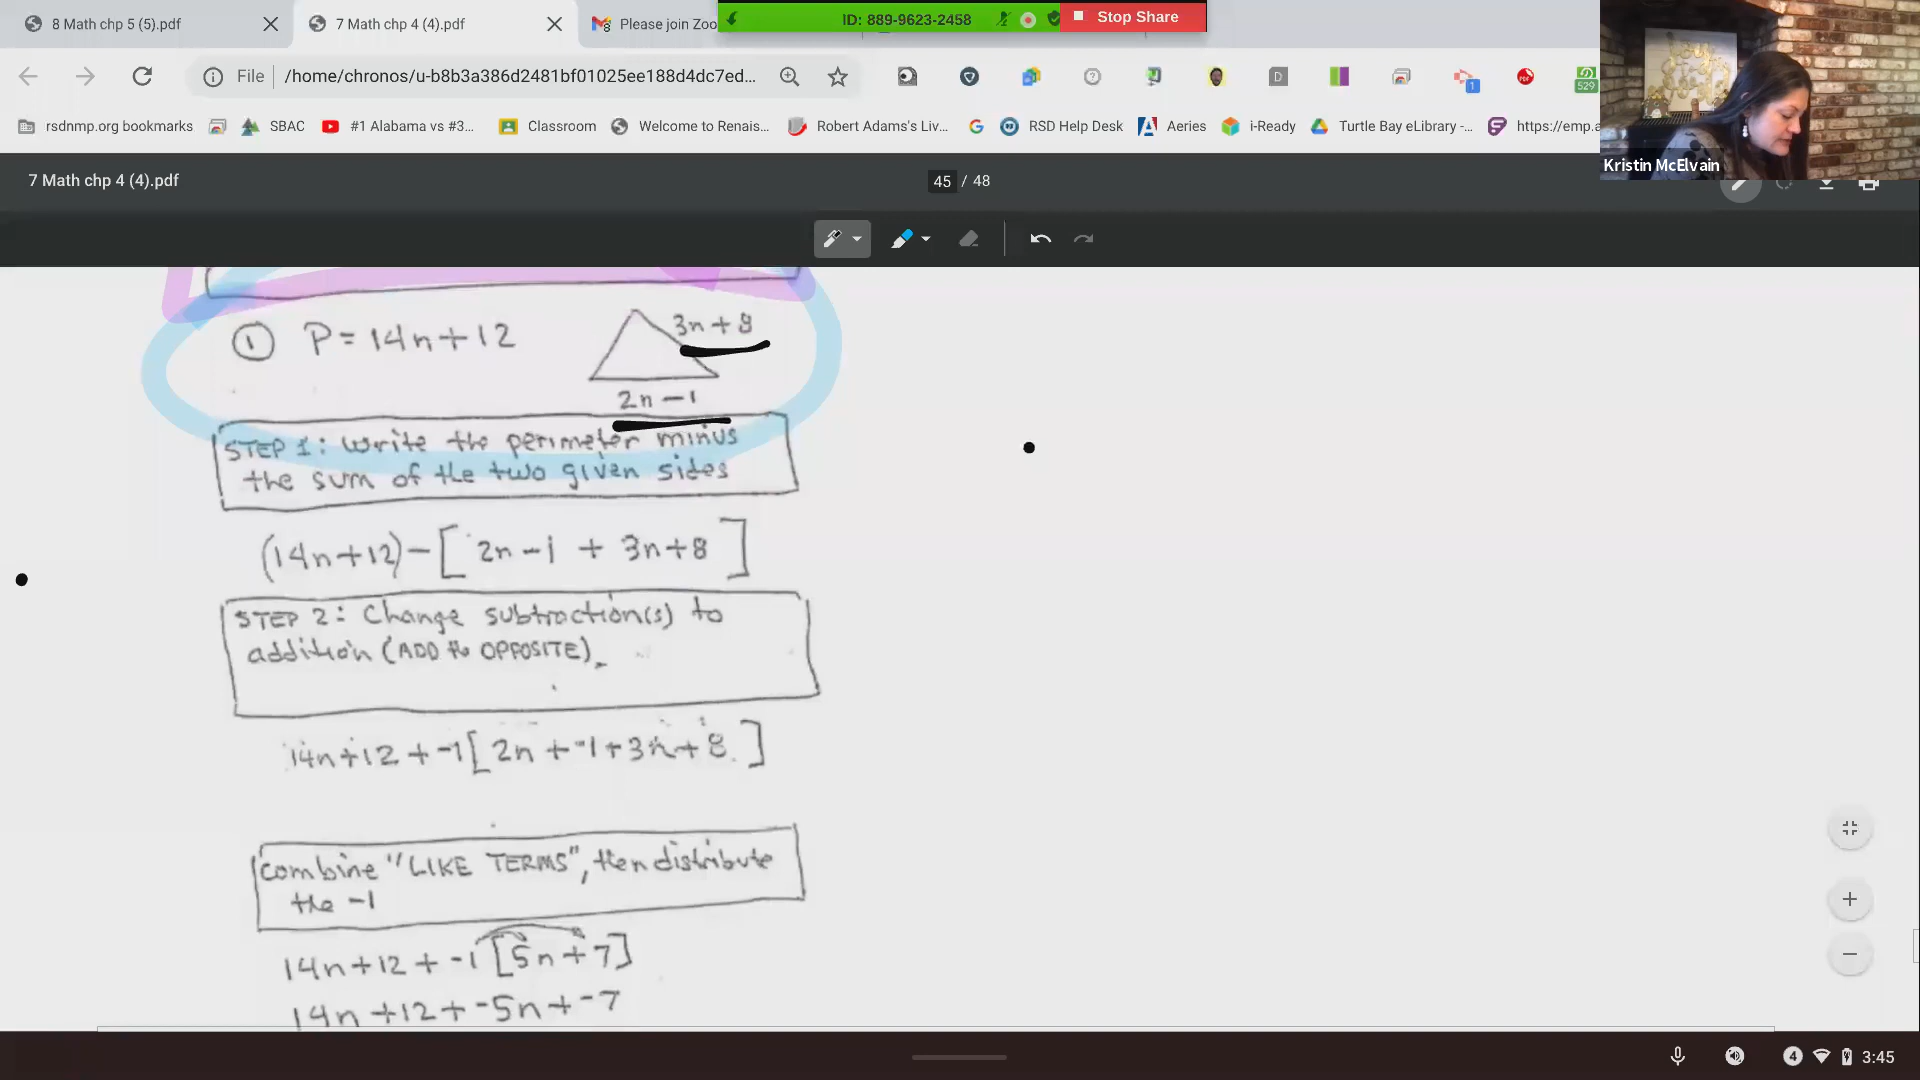 8 Math chp 5 (5).pdf
7 Math chp 4 (4).pdf
Please join Zoo
ID: 889-9623-2458
Stop Share
File
/home/chronos/u-b8b3a386d2481bf01025ee188d4dc7ed...
1
529
rsdnmp.org bookmarks
SBAC
#1 Alabama vs #3...
Classroom
Welcome to Renais...
Robert Adams's Liv...
RSD Help Desk
Aeries
i-Ready
Turtle Bay eLibrary -...
https://emp.a
Kristin McElvain
7 Math chp 4 (4).pdf
45 / 48
① P = 14n + 12
3n + 8
2n - 1
STEP 1: Write the perimeter minus
the sum of the two given sides
(14n+12) - [ 2n - 1 + 3n+8 ]
STEP 2: Change subtraction(s) to
addition (ADD the OPPOSITE).
14n+12 + -1[ 2n + -1 + 3n + 8 ]
combine "LIKE TERMS", then distribute
the -1
14n+12 + -1 [5n + 7]
14n +12 + -5n + -7
4
3:45